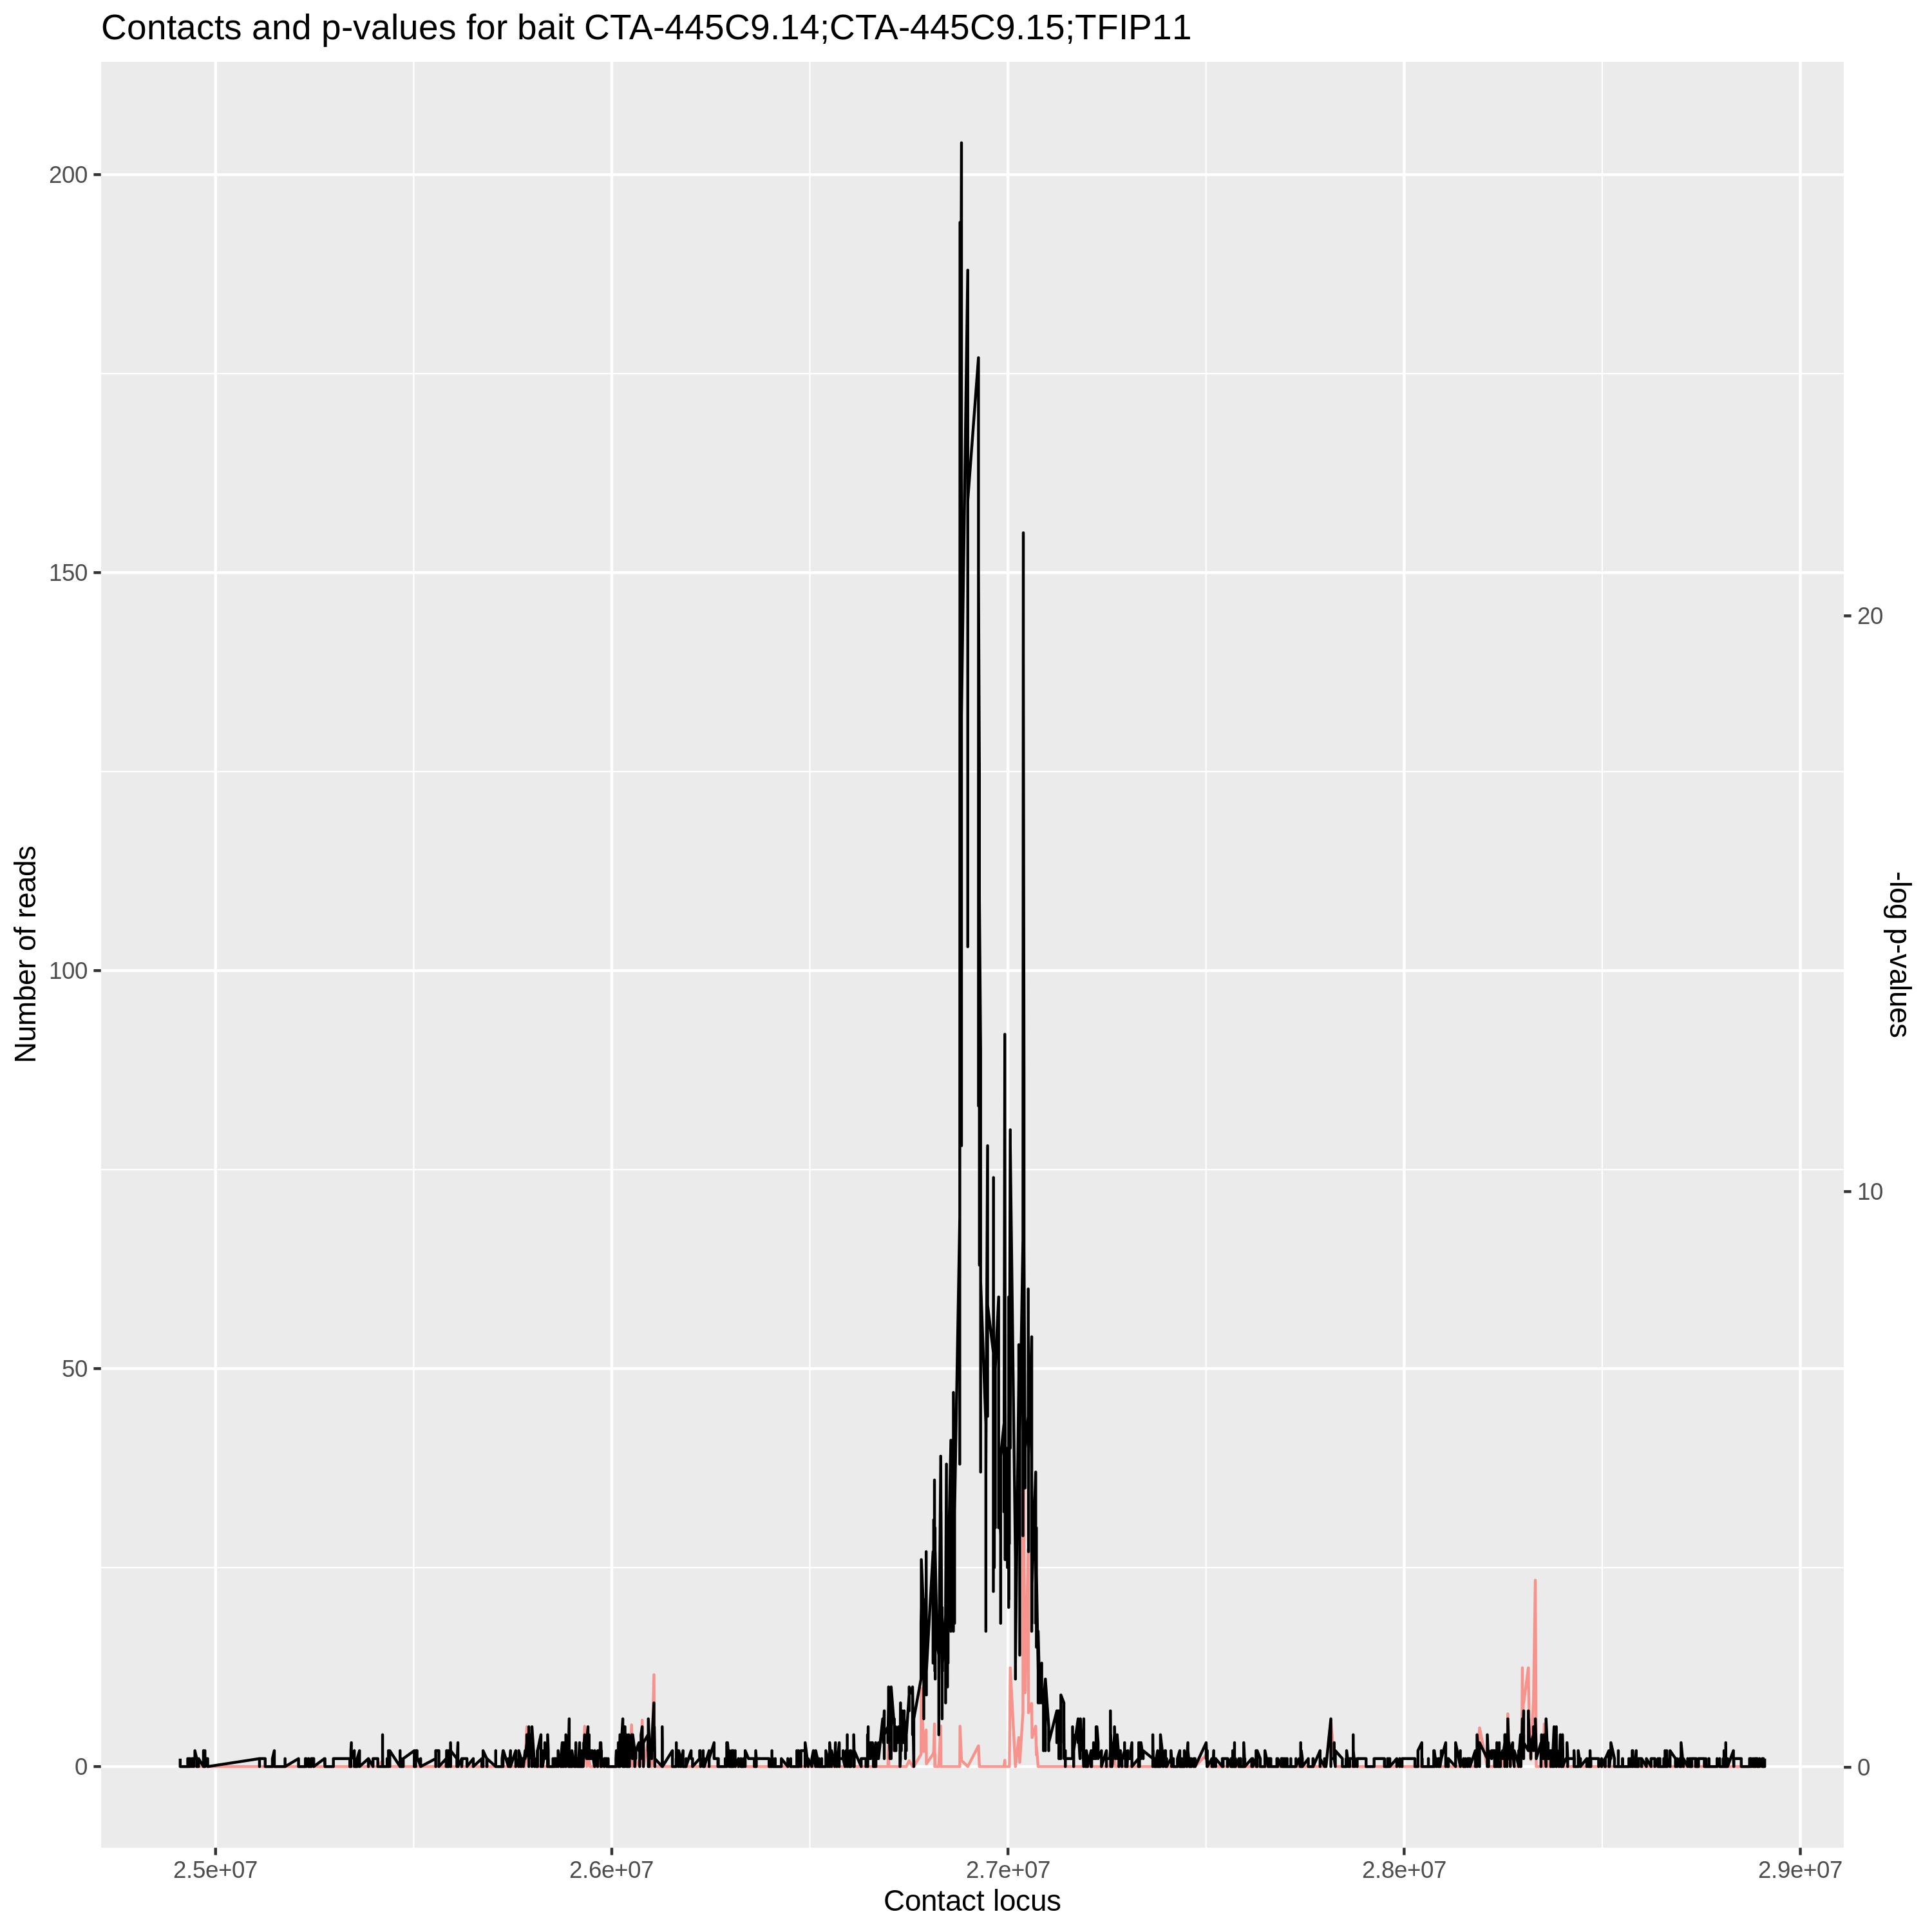 Contacts and p-values for bait CTA-445C9.14;CTA-445C9.15;TFIP11
200
150
100
50
0
Number of reads
20
10
0
-log p-values
2.5e+07
2.6e+07
2.7e+07
2.8e+07
2.9e+07
Contact locus